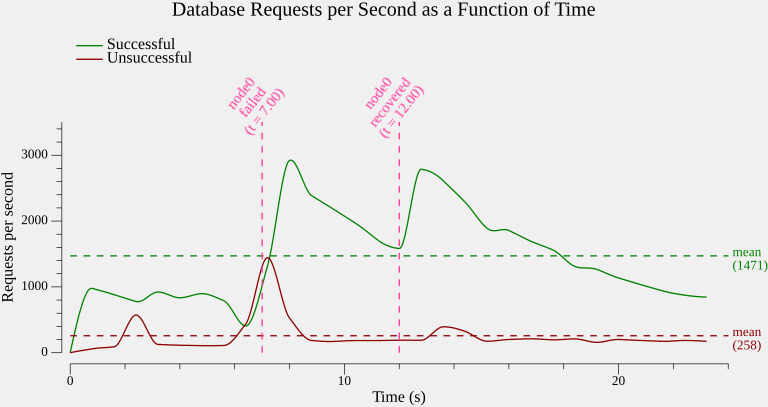 Database Requests per Second as a Function of Time
Successful
Unsuccessful
node0
failed
(t = 7.00)
node0
recovered
(t = 12.00)
Requests per second
3000
2000
1000
0
mean
(1471)
mean
(258)
0
10
20
Time (s)